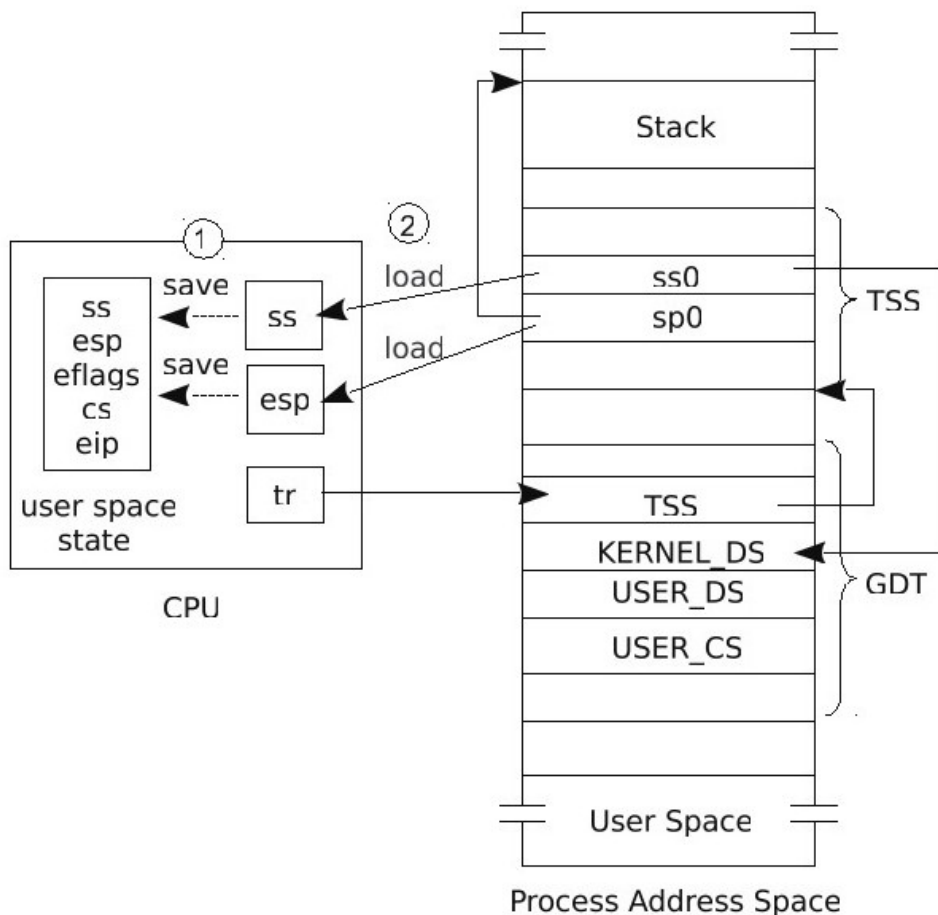 Stack
1
2
save
load
ss
esp
eflags
cs
eip
ss
ss0
TSS
save
load
sp0
esp
user space
state
tr
TSS
KERNEL_DS
USER_DS
GDT
USER_CS
CPU
User Space
Process Address Space